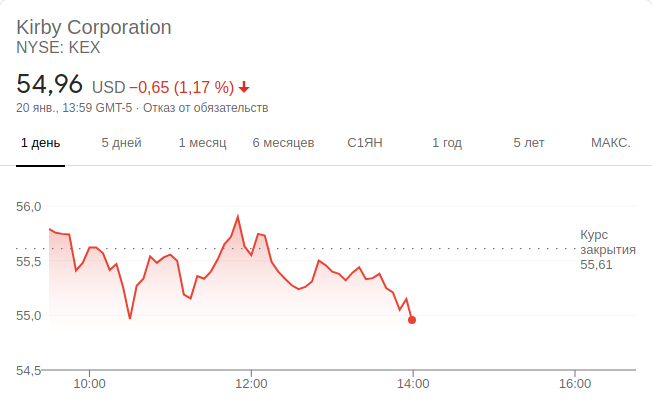 Kirby Corporation
NYSE: KEX
54,96 USD −0,65 (1,17 %)
20 янв., 13:59 GMT-5 · Отказ от обязательств
1 день 5 дней 1 месяц 6 месяцев С1ЯН 1 год 5 лет МАКС.
56,0
Курс
закрытия
55,61
55,5
55,0
54,5
10:00 12:00 14:00 16:00